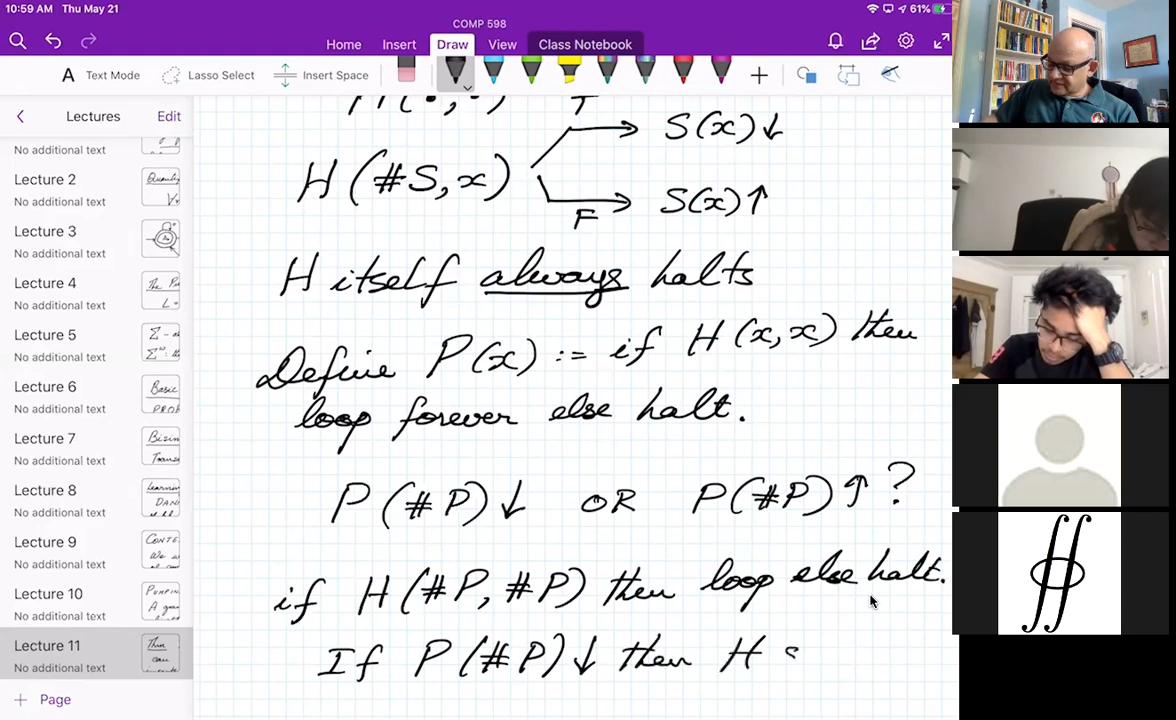 10:59 AM Thu May 21
61%
COMP 598
Home Insert Draw View Class Notebook
A Text Mode Lasso Select Insert Space
Lectures Edit
No additional text
Lecture 2
No additional text
Lecture 3
No additional text
Lecture 4
No additional text
Lecture 5
No additional text
Lecture 6
No additional text
Lecture 7
No additional text
Lecture 8
No additional text
Lecture 9
No additional text
Lecture 10
No additional text
Lecture 11
No additional text
+ Page
T S(x)↓
H(#S, x)
F S(x)↑
H itself always halts
Define P(x) := if H(x, x) then
loop forever else halt.
P(#P)↓ OR P(#P)↑ ?
if H(#P, #P) then loop else halt.
If P(#P)↓ then H